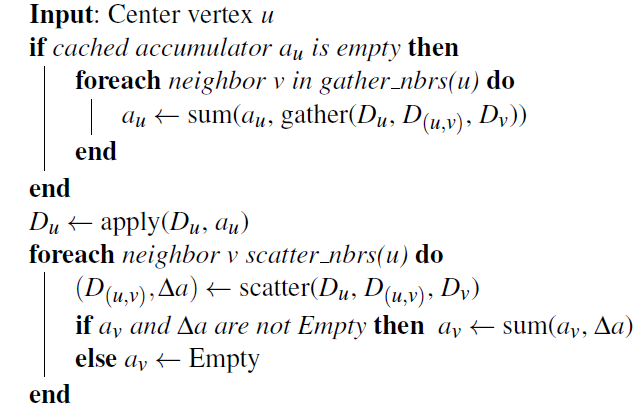 Input: Center vertex u
if cached accumulator a_u is empty then
foreach neighbor v in gather_nbrs(u) do
a_u ← sum(a_u, gather(D_u, D_(u,v), D_v))
end
end
D_u ← apply(D_u, a_u)
foreach neighbor v scatter_nbrs(u) do
(D_(u,v), Δa) ← scatter(D_u, D_(u,v), D_v)
if a_v and Δa are not Empty then a_v ← sum(a_v, Δa)
else a_v ← Empty
end